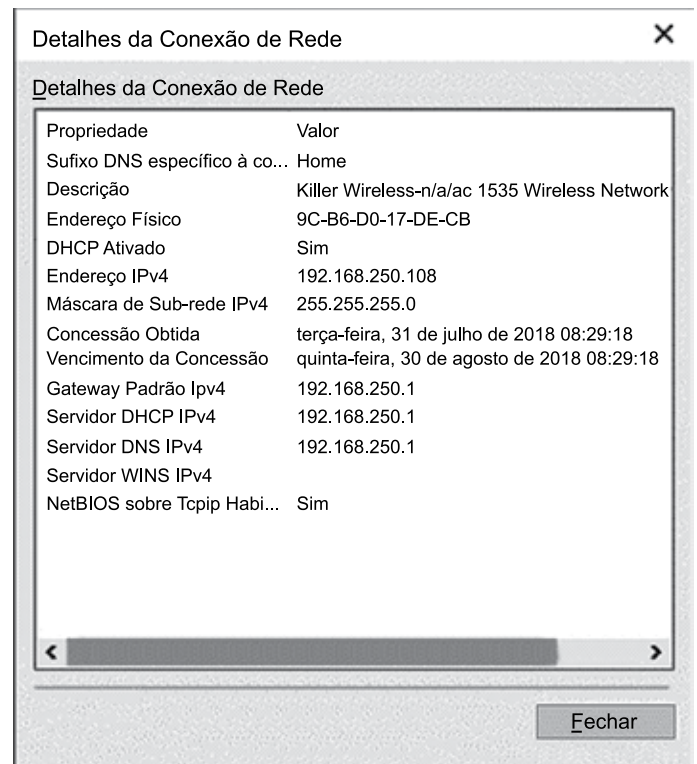 Detalhes da Conexão de Rede
Detalhes da Conexão de Rede
Propriedade Valor
Sufixo DNS específico à co... Home
Descrição Killer Wireless-n/a/ac 1535 Wireless Network
Endereço Físico 9C-B6-D0-17-DE-CB
DHCP Ativado Sim
Endereço IPv4 192.168.250.108
Máscara de Sub-rede IPv4 255.255.255.0
Concessão Obtida terça-feira, 31 de julho de 2018 08:29:18
Vencimento da Concessão quinta-feira, 30 de agosto de 2018 08:29:18
Gateway Padrão Ipv4 192.168.250.1
Servidor DHCP IPv4 192.168.250.1
Servidor DNS IPv4 192.168.250.1
Servidor WINS IPv4
NetBIOS sobre Tcpip Habi... Sim
Fechar